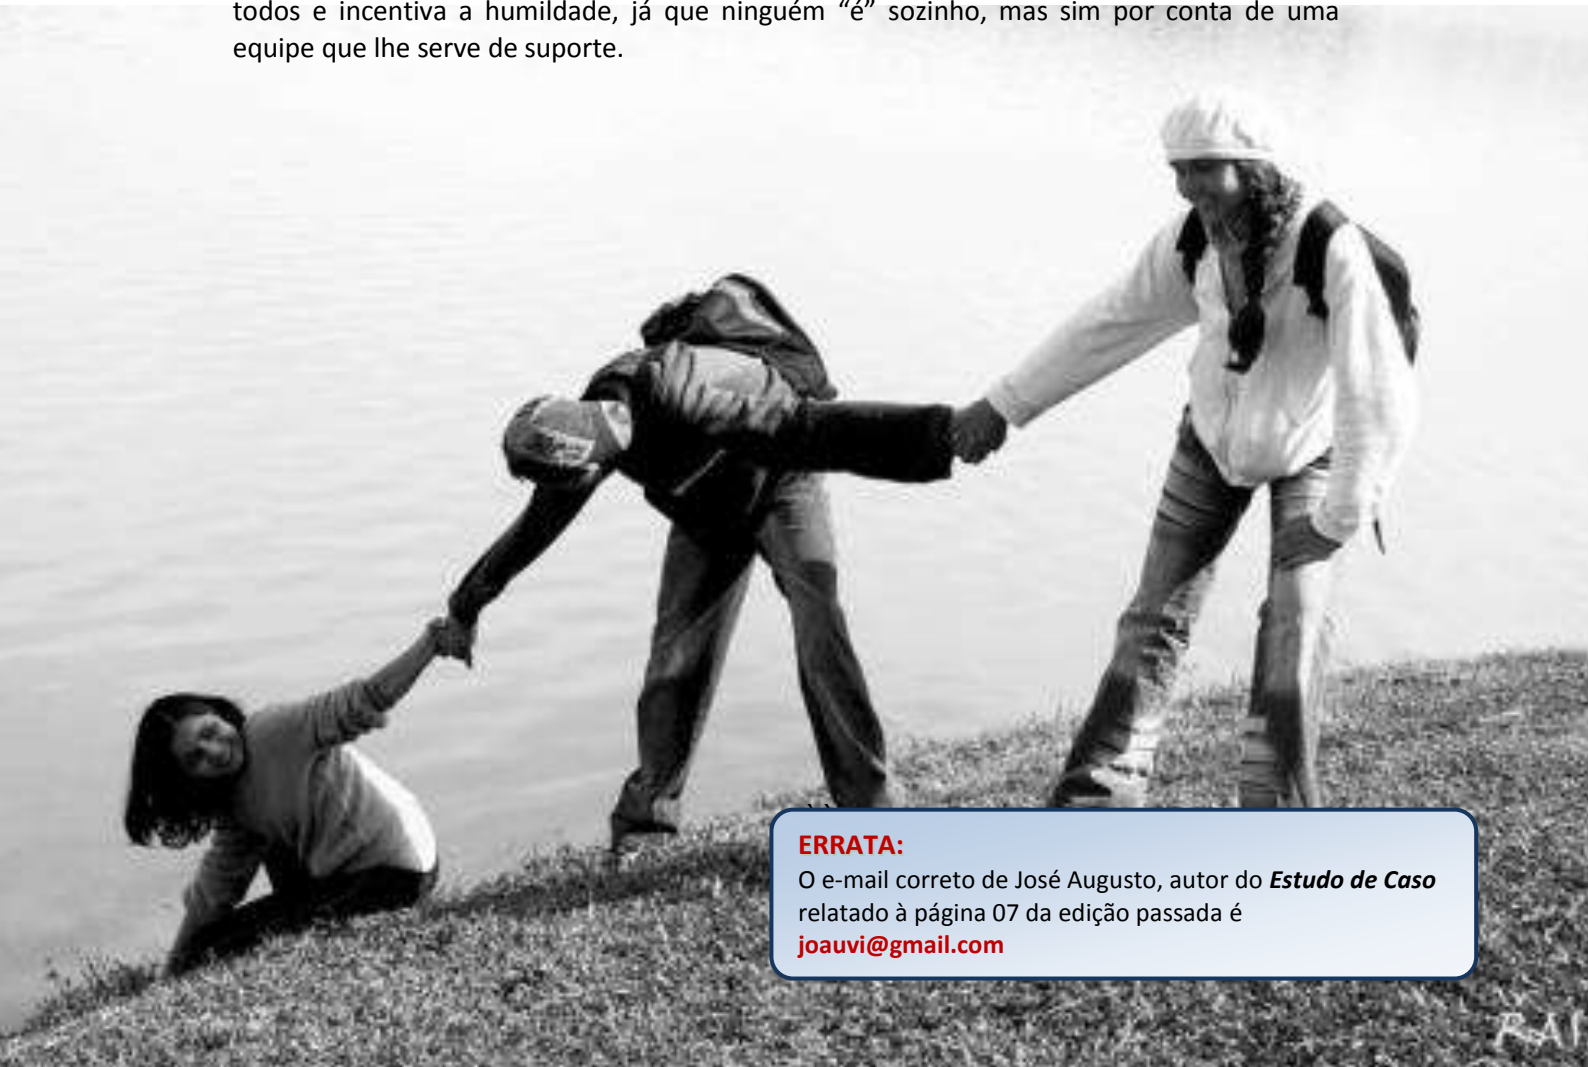 todos e incentiva a humildade, já que ninguém “é” sozinho, mas sim por conta de uma
equipe que lhe serve de suporte.
ERRATA:
O e-mail correto de José Augusto, autor do Estudo de Caso
relatado à página 07 da edição passada é
joauvi@gmail.com
RAI